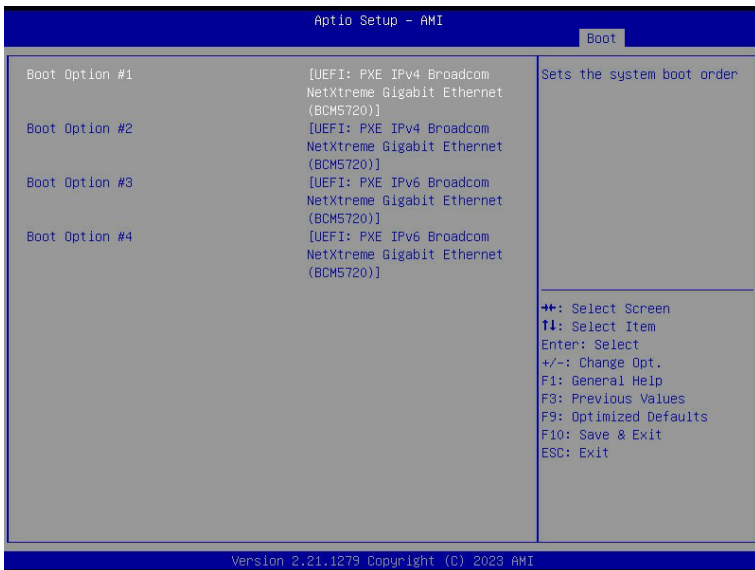 Aptio Setup – AMI
Boot
Boot Option #1 [UEFI: PXE IPv4 Broadcom
NetXtreme Gigabit Ethernet
(BCM5720)]
Boot Option #2 [UEFI: PXE IPv4 Broadcom
NetXtreme Gigabit Ethernet
(BCM5720)]
Boot Option #3 [UEFI: PXE IPv6 Broadcom
NetXtreme Gigabit Ethernet
(BCM5720)]
Boot Option #4 [UEFI: PXE IPv6 Broadcom
NetXtreme Gigabit Ethernet
(BCM5720)]
Sets the system boot order
→←: Select Screen
↑↓: Select Item
Enter: Select
+/-: Change Opt.
F1: General Help
F3: Previous Values
F9: Optimized Defaults
F10: Save & Exit
ESC: Exit
Version 2.21.1279 Copyright (C) 2023 AMI